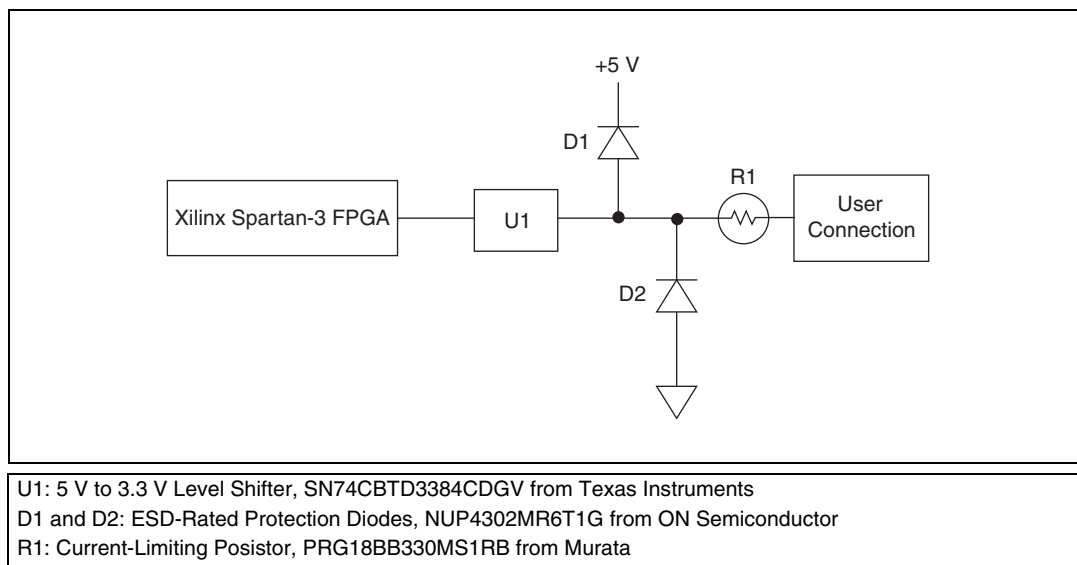 +5 V
D1
R1
Xilinx Spartan-3 FPGA
U1
User
Connection
D2
U1: 5 V to 3.3 V Level Shifter, SN74CBTD3384CDGV from Texas Instruments
D1 and D2: ESD-Rated Protection Diodes, NUP4302MR6T1G from ON Semiconductor
R1: Current-Limiting Posistor, PRG18BB330MS1RB from Murata